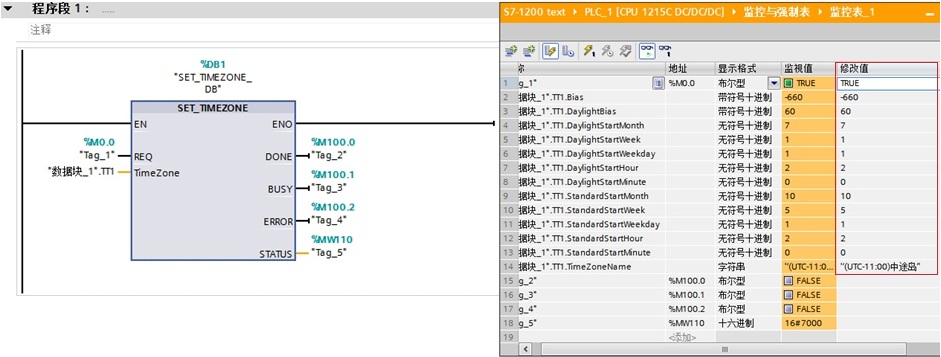 程序段 1：
注释
%DB1
"SET_TIMEZONE_
DB"
SET_TIMEZONE
EN
ENO
%M0.0
"Tag_1"
REQ
"数据块_1".TT1
TimeZone
%M100.0
DONE
"Tag_2"
%M100.1
BUSY
"Tag_3"
%M100.2
ERROR
"Tag_4"
%MW110
STATUS
"Tag_5"
S7-1200 text ▸ PLC_1 [CPU 1215C DC/DC/DC] ▸ 监控与强制表 ▸ 监控表_1
称 地址 显示格式 监视值 修改值
1 g_1" %M0.0 布尔型 TRUE TRUE
2 据块_1".TT1.Bias 带符号十进制 -660 -660
3 据块_1".TT1.DaylightBias 带符号十进制 60 60
4 据块_1".TT1.DaylightStartMonth 无符号十进制 7 7
5 据块_1".TT1.DaylightStartWeek 无符号十进制 1 1
6 据块_1".TT1.DaylightStartWeekday 无符号十进制 1 1
7 据块_1".TT1.DaylightStartHour 无符号十进制 2 2
8 据块_1".TT1.DaylightStartMinute 无符号十进制 0 0
9 据块_1".TT1.StandardStartMonth 无符号十进制 10 10
10 据块_1".TT1.StandardStartWeek 无符号十进制 5 5
11 据块_1".TT1.StandardStartWeekday 无符号十进制 1 1
12 据块_1".TT1.StandardStartHour 无符号十进制 2 2
13 据块_1".TT1.StandardStartMinute 无符号十进制 0 0
14 据块_1".TT1.TimeZoneName 字符串 '(UTC-11:0... '(UTC-11:00)中途岛'
15 g_2" %M100.0 布尔型 FALSE
16 g_3" %M100.1 布尔型 FALSE
17 g_4" %M100.2 布尔型 FALSE
18 g_5" %MW110 十六进制 16#7000
19 <添加>